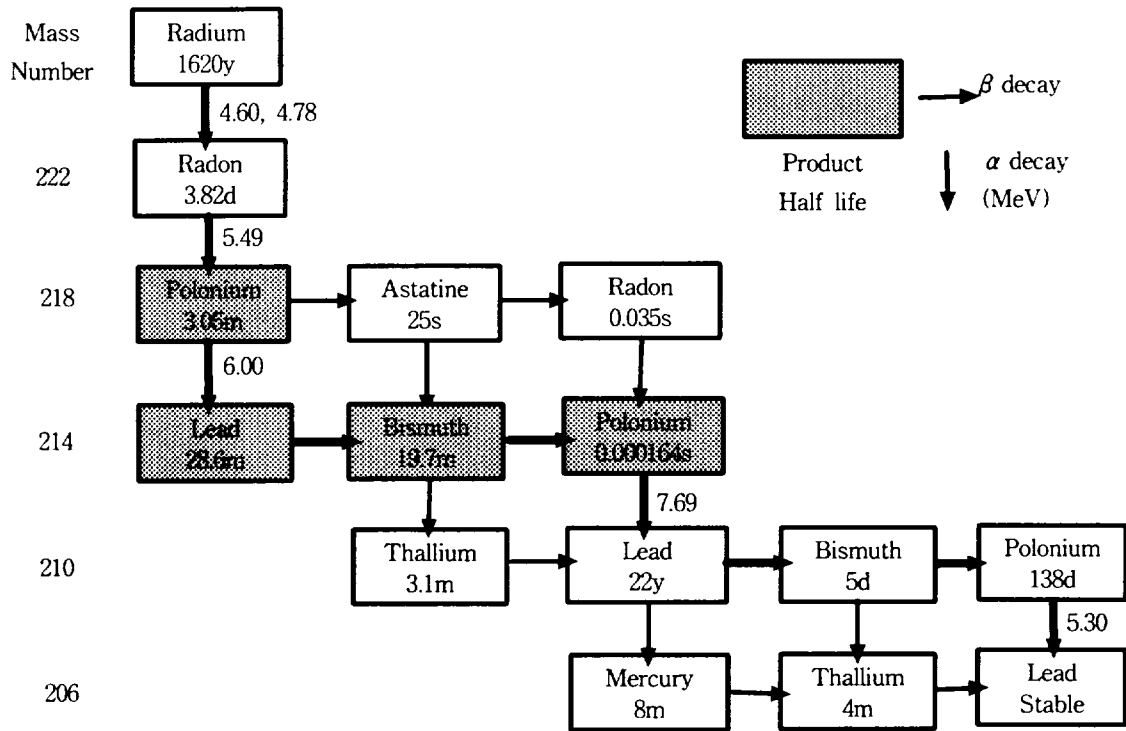 Mass
Number
Radium
1620y
4.60, 4.78
β decay
222
Radon
3.82d
Product
Half life
α decay
(MeV)
5.49
218
Polonium
3.05m
Astatine
25s
Radon
0.035s
6.00
214
Lead
28.6m
Bismuth
19.7m
Polonium
0.000164s
7.69
210
Thallium
3.1m
Lead
22y
Bismuth
5d
Polonium
138d
5.30
206
Mercury
8m
Thallium
4m
Lead
Stable